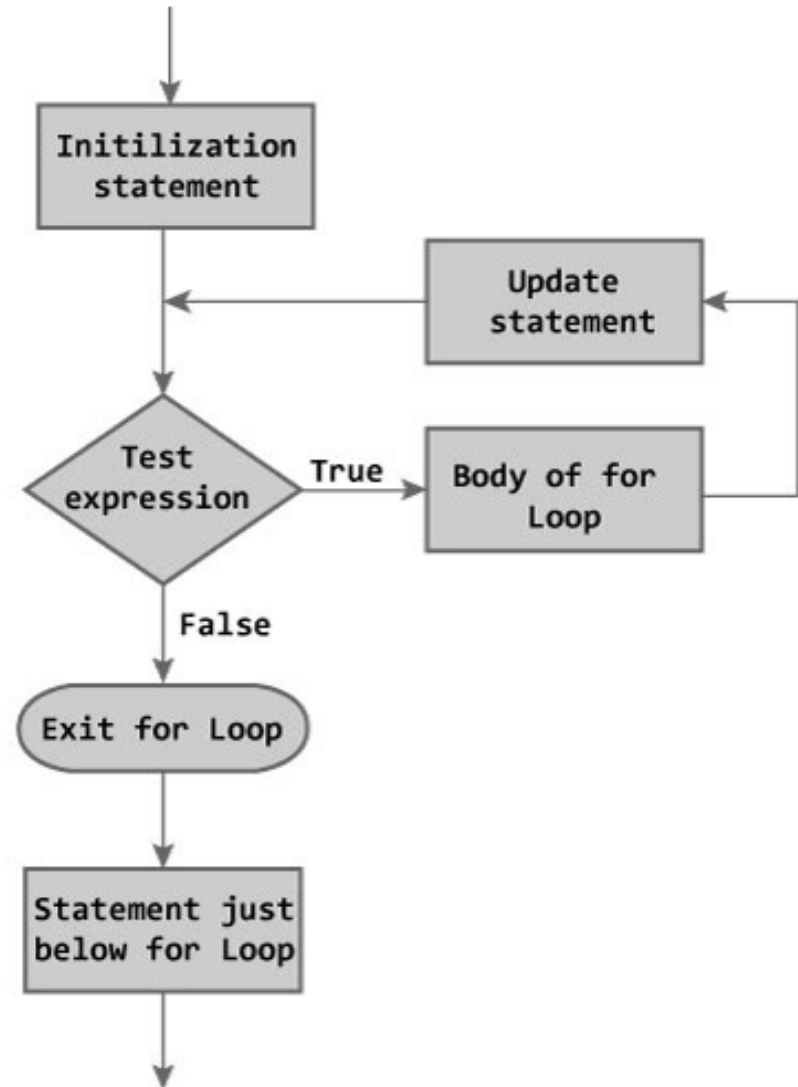 Initilization
statement
Update
statement
Test
expression
True
Body of for
Loop
False
Exit for Loop
Statement just
below for Loop